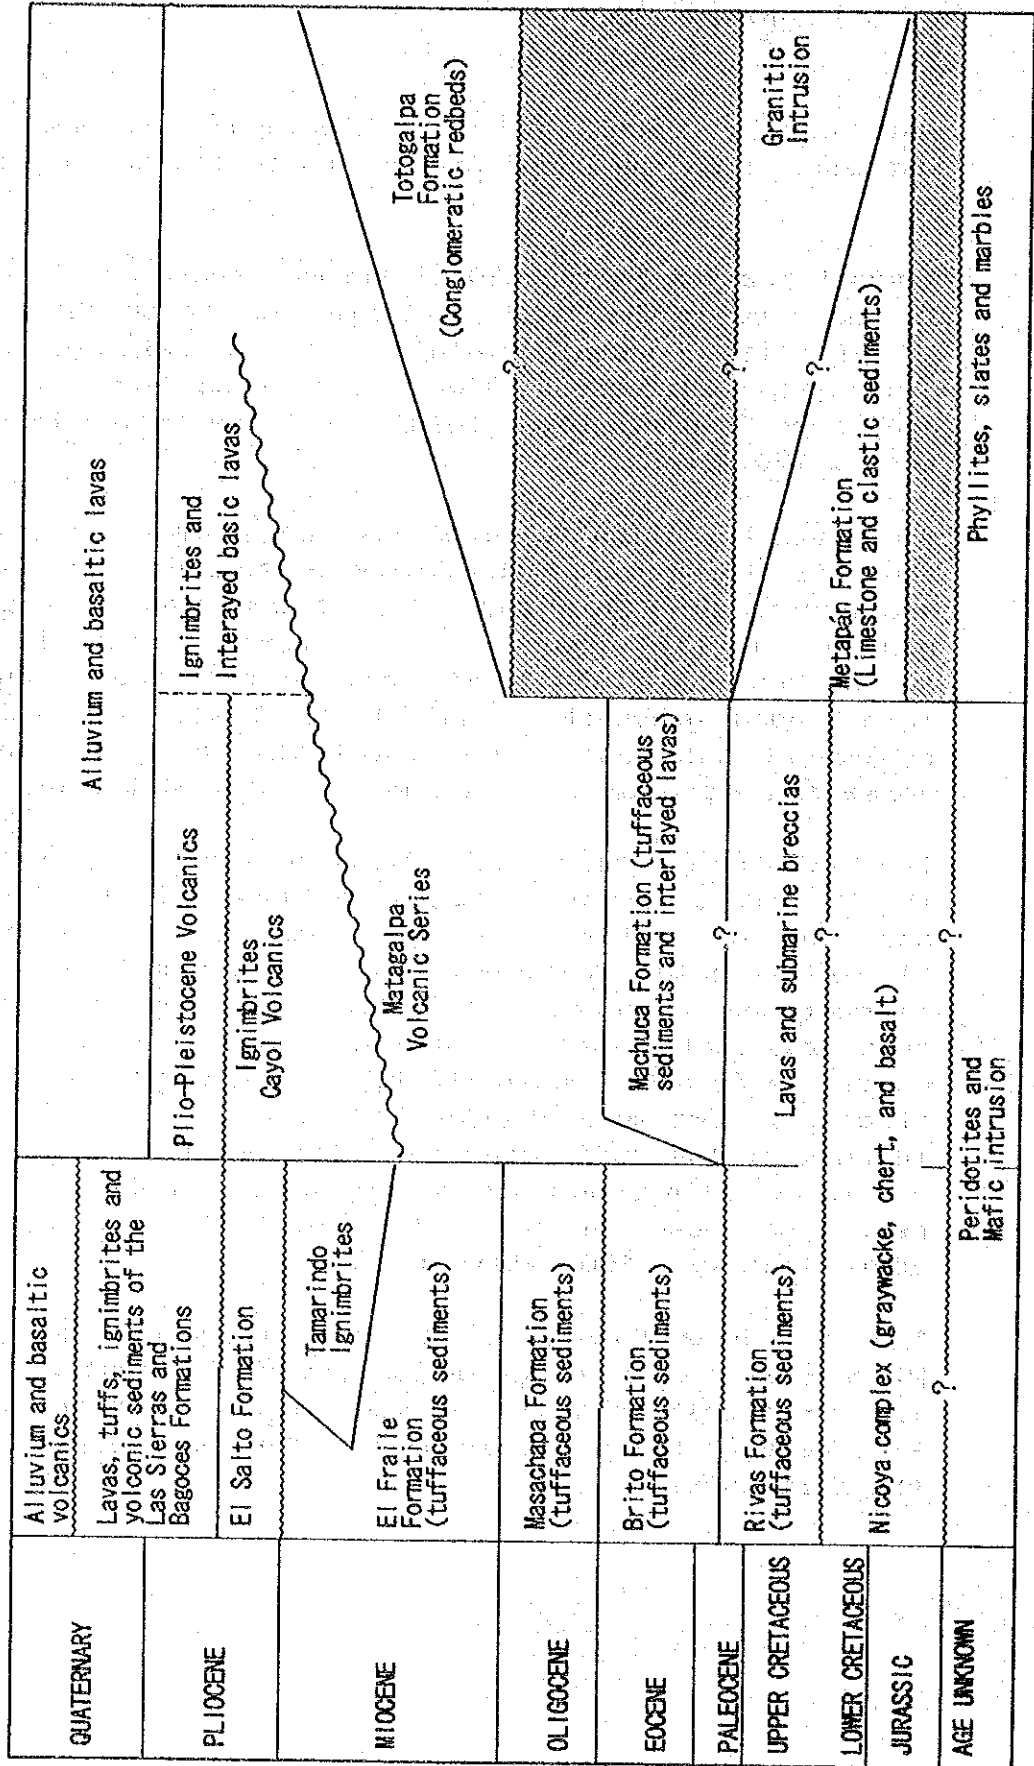 QUATERNARY
PLIOCENE
MIOCENE
OLIGOCENE
EOCENE
PALEOCENE
UPPER CRETACEOUS
LOWER CRETACEOUS
JURASSIC
AGE UNKNOWN
Alluvium and basaltic
volcanics
Lavas, tuffs, ignimbrites and
volconic sediments of the
Las Sierras and
Bagoces Formations
El Salto Formation
Tamarindo
Ignimbrites
El Fraile
Formation
(tuffaceous sediments)
Masachapa Formation
(tuffaceous sediments)
Brito Formation
(tuffaceous sediments)
Rivas Formation
(tuffaceous sediments)
Nicoya complex (graywacke, chert, and basalt)
?
Peridotites and
Mafic intrusion
Alluvium and basaltic lavas
Plio-Pleistocene Volcanics
Ignimbrites
Cayol Volcanics
Matagalpa
Volcanic Series
Machuca Formation (tuffaceous
sediments and interlayed lavas)
?
Lavas and submarine breccias
?
?
Ignimbrites and
Interayed basic lavas
Totogalpa
Formation
(Conglomeratic redbeds)
?
?
Granitic
Intrusion
?
Metapán Formation
(Limestone and clastic sediments)
Phyllites, slates and marbles